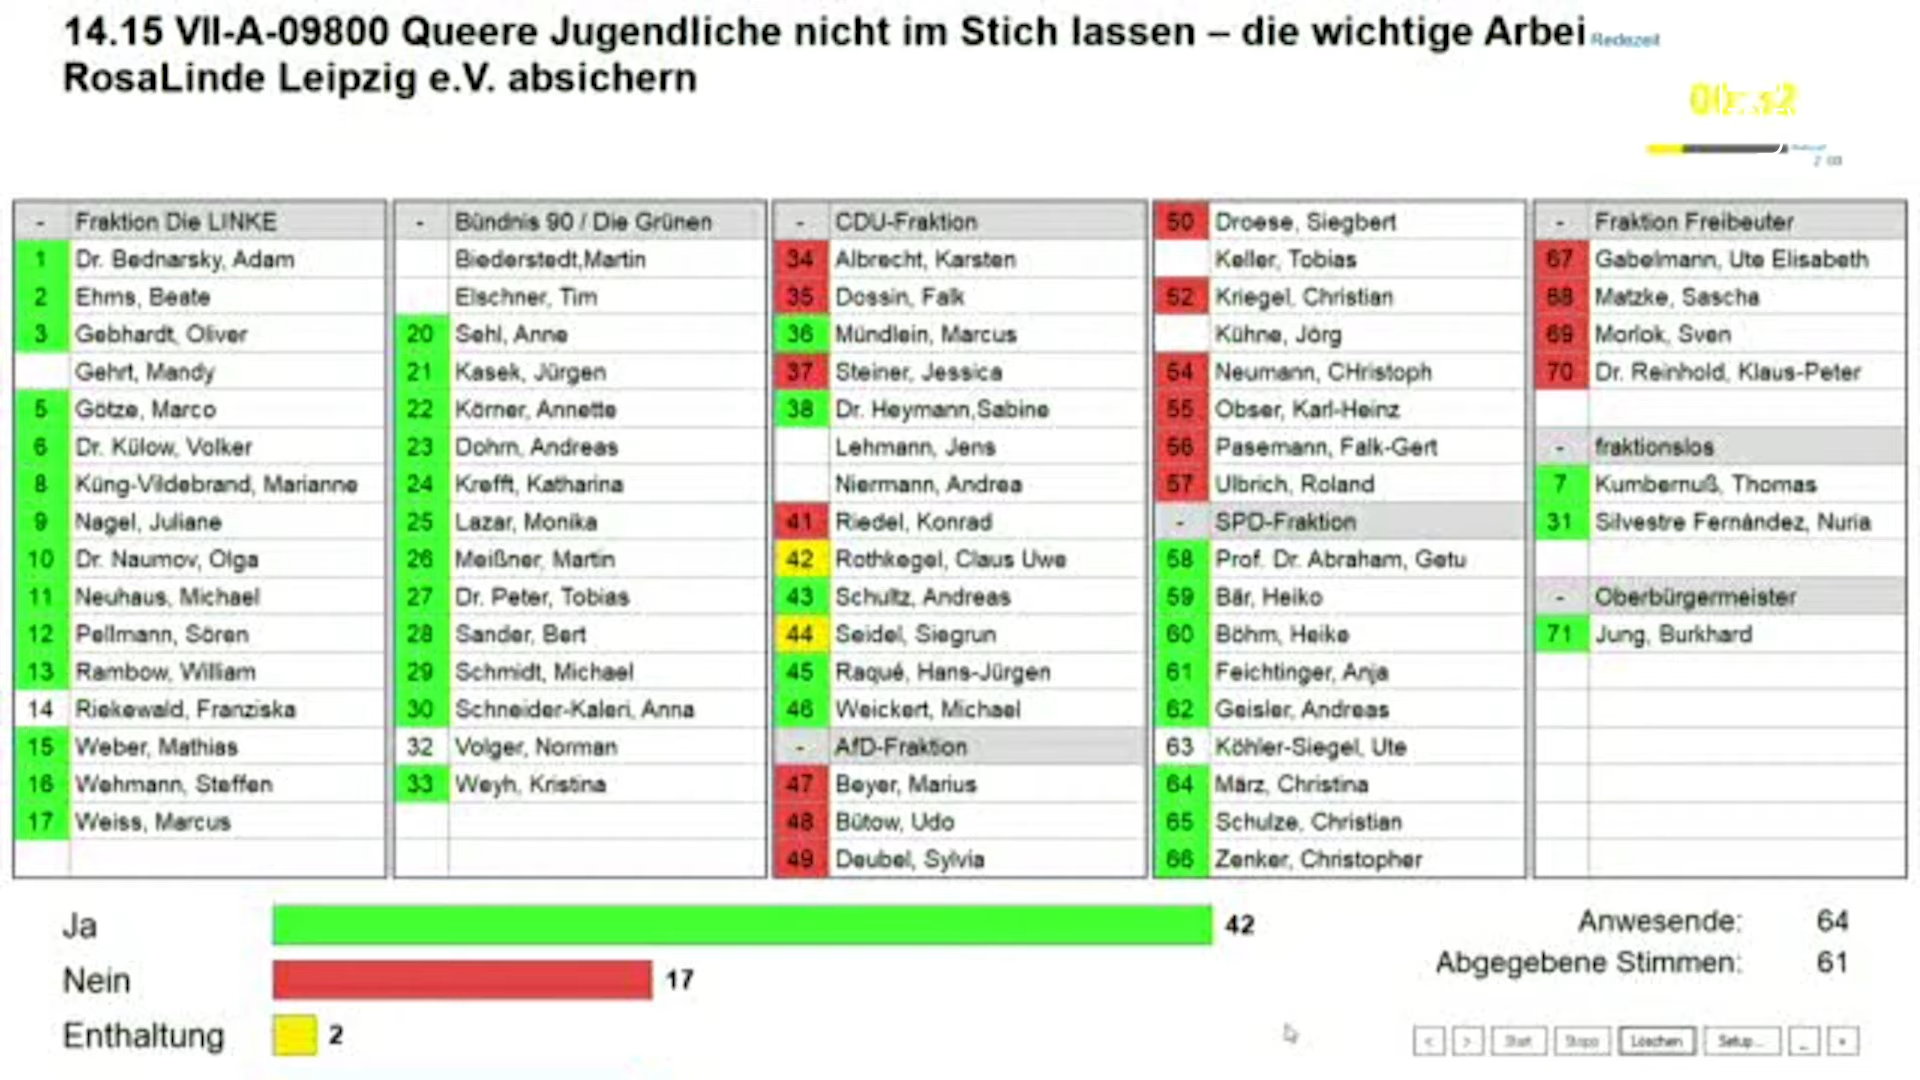 14.15 VII-A-09800 Queere Jugendliche nicht im Stich lassen – die wichtige Arbei
RosaLinde Leipzig e.V. absichern
Redezeit
- Fraktion Die LINKE
1 Dr. Bednarsky, Adam
2 Ehms, Beate
3 Gebhardt, Oliver
Gehrt, Mandy
5 Götze, Marco
6 Dr. Külow, Volker
8 Küng-Vildebrand, Marianne
9 Nagel, Juliane
10 Dr. Naumov, Olga
11 Neuhaus, Michael
12 Pellmann, Sören
13 Rambow, William
14 Riekewald, Franziska
15 Weber, Mathias
16 Wehmann, Steffen
17 Weiss, Marcus
- Bündnis 90 / Die Grünen
Biederstedt,Martin
Elschner, Tim
20 Sehl, Anne
21 Kasek, Jürgen
22 Körner, Annette
23 Dohrn, Andreas
24 Krefft, Katharina
25 Lazar, Monika
26 Meißner, Martin
27 Dr. Peter, Tobias
28 Sander, Bert
29 Schmidt, Michael
30 Schneider-Kaleri, Anna
32 Volger, Norman
33 Weyh, Kristina
- CDU-Fraktion
34 Albrecht, Karsten
35 Dossin, Falk
36 Mündlein, Marcus
37 Steiner, Jessica
38 Dr. Heymann,Sabine
Lehmann, Jens
Niermann, Andrea
41 Riedel, Konrad
42 Rothkegel, Claus Uwe
43 Schultz, Andreas
44 Seidel, Siegrun
45 Raqué, Hans-Jürgen
46 Weickert, Michael
- AfD-Fraktion
47 Beyer, Marius
48 Bütow, Udo
49 Deubel, Sylvia
50 Droese, Siegbert
Keller, Tobias
52 Kriegel, Christian
Kühne, Jörg
54 Neumann, CHristoph
55 Obser, Karl-Heinz
56 Pasemann, Falk-Gert
57 Ulbrich, Roland
- SPD-Fraktion
58 Prof. Dr. Abraham, Getu
59 Bär, Heiko
60 Böhm, Heike
61 Feichtinger, Anja
62 Geisler, Andreas
63 Köhler-Siegel, Ute
64 März, Christina
65 Schulze, Christian
66 Zenker, Christopher
- Fraktion Freibeuter
67 Gabelmann, Ute Elisabeth
68 Matzke, Sascha
69 Morlok, Sven
70 Dr. Reinhold, Klaus-Peter
- fraktionslos
7 Kumbernuß, Thomas
31 Silvestre Fernández, Nuria
- Oberbürgermeister
71 Jung, Burkhard
Ja 42
Nein 17
Enthaltung 2
Anwesende: 64
Abgegebene Stimmen: 61
< > Start Stopp Löschen Setup... _ ×